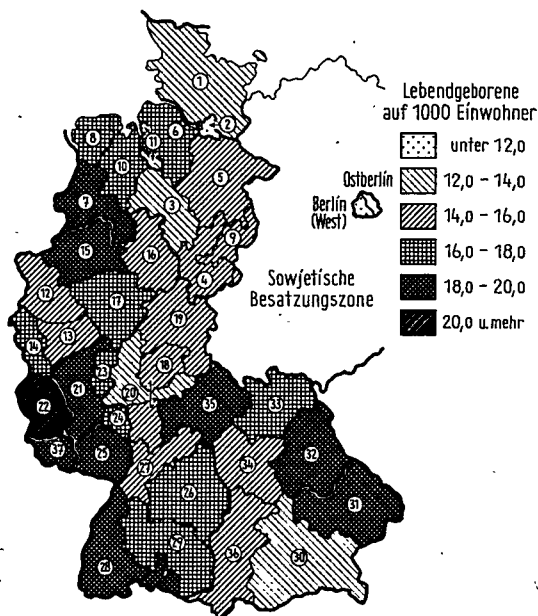 Lebendgeborene
auf 1000 Einwohner
unter 12,0
12,0 - 14,0
14,0 - 16,0
16,0 - 18,0
18,0 - 20,0
20,0 u.mehr
Ostberlin
Berlin
(West)
Sowjetische
Besatzungszone
1
2
6
11
8
10
5
7
3
9
15
16
4
12
17
19
13
14
18
23
20
21
22
35
33
24
37
25
32
27
34
26
31
29
30
36
28